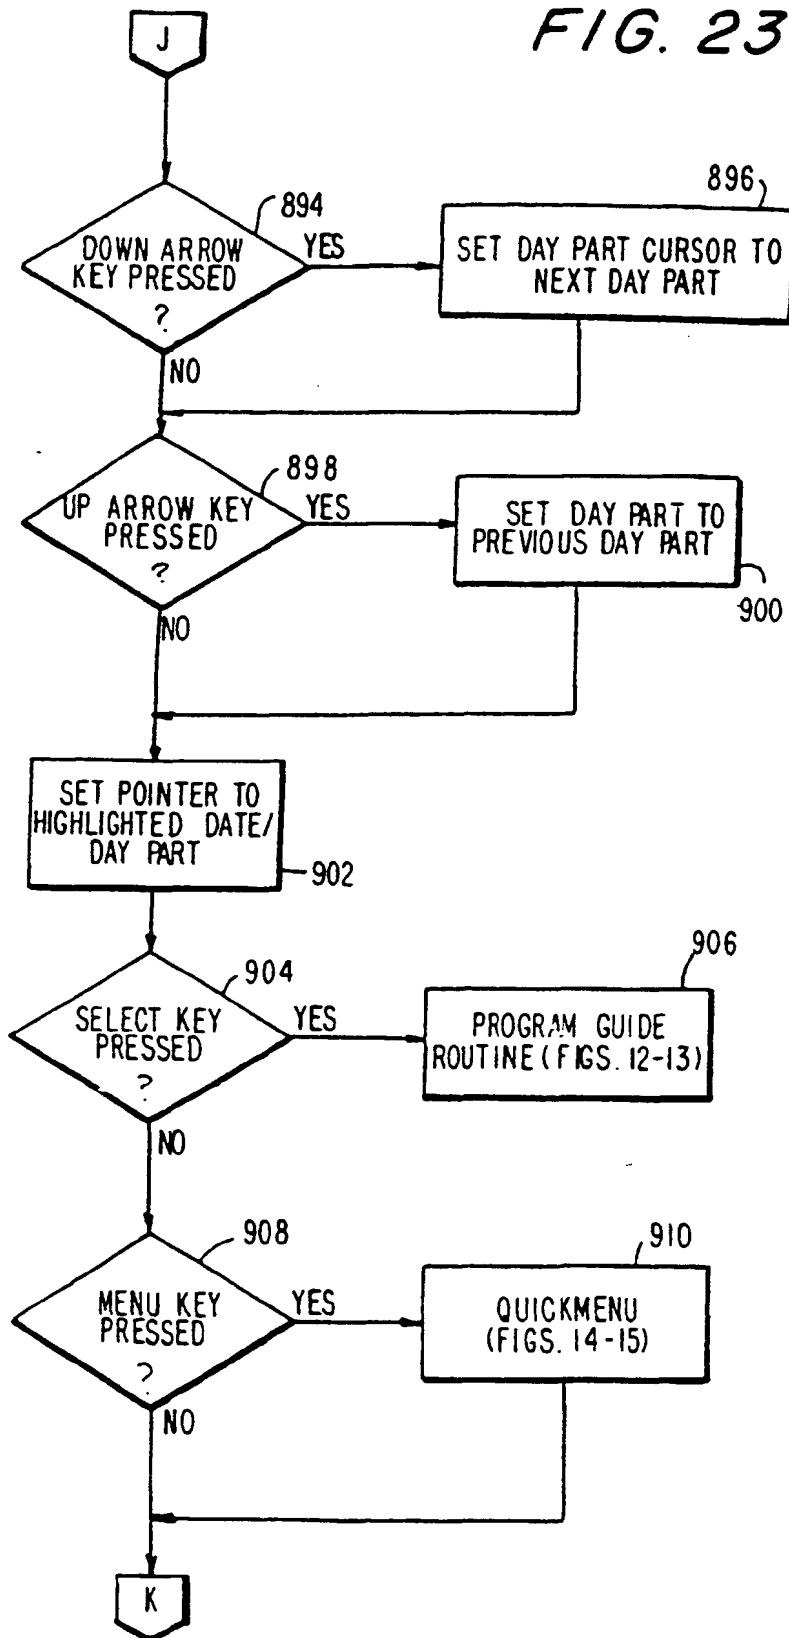 FIG. 23
J
894
DOWN ARROW
KEY PRESSED
?
YES
NO
896
SET DAY PART CURSOR TO
NEXT DAY PART
898
UP ARROW KEY
PRESSED
?
YES
NO
SET DAY PART TO
PREVIOUS DAY PART
900
SET POINTER TO
HIGHLIGHTED DATE/
DAY PART
902
904
SELECT KEY
PRESSED
?
YES
NO
906
PROGRAM GUIDE
ROUTINE (FIGS. 12-13)
908
MENU KEY
PRESSED
?
YES
NO
910
QUICKMENU
(FIGS. 14-15)
K